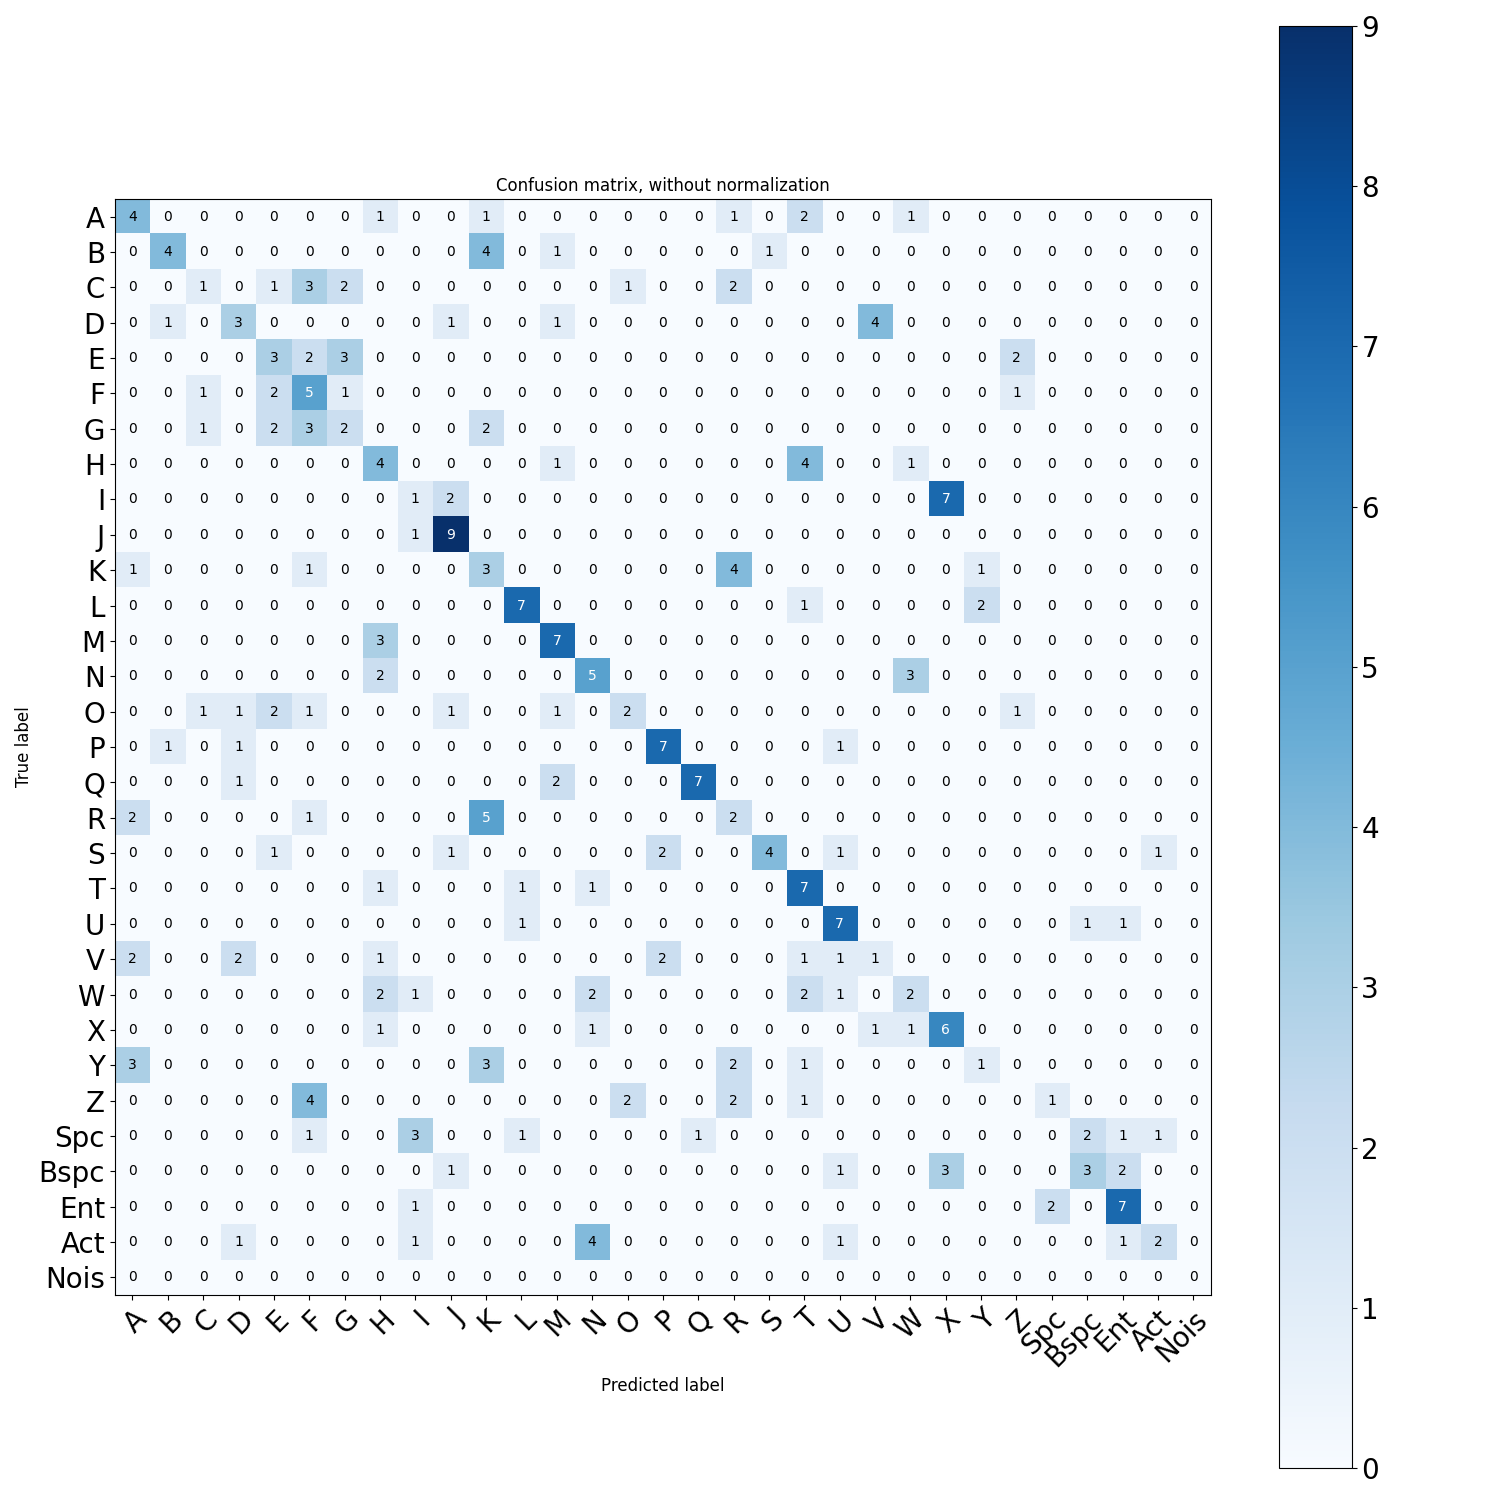 Confusion matrix, without normalization
A 4 0 0 0 0 0 0 1 0 0 1 0 0 0 0 0 0 1 0 2 0 0 1 0 0 0 0 0 0 0 0
B 0 4 0 0 0 0 0 0 0 0 4 0 1 0 0 0 0 0 1 0 0 0 0 0 0 0 0 0 0 0 0
C 0 0 1 0 1 3 2 0 0 0 0 0 0 0 1 0 0 2 0 0 0 0 0 0 0 0 0 0 0 0 0
D 0 1 0 3 0 0 0 0 0 1 0 0 1 0 0 0 0 0 0 0 0 4 0 0 0 0 0 0 0 0 0
E 0 0 0 0 3 2 3 0 0 0 0 0 0 0 0 0 0 0 0 0 0 0 0 0 0 2 0 0 0 0 0
F 0 0 1 0 2 5 1 0 0 0 0 0 0 0 0 0 0 0 0 0 0 0 0 0 0 1 0 0 0 0 0
G 0 0 1 0 2 3 2 0 0 0 2 0 0 0 0 0 0 0 0 0 0 0 0 0 0 0 0 0 0 0 0
H 0 0 0 0 0 0 0 4 0 0 0 0 1 0 0 0 0 0 0 4 0 0 1 0 0 0 0 0 0 0 0
I 0 0 0 0 0 0 0 0 1 2 0 0 0 0 0 0 0 0 0 0 0 0 0 7 0 0 0 0 0 0 0
J 0 0 0 0 0 0 0 0 1 9 0 0 0 0 0 0 0 0 0 0 0 0 0 0 0 0 0 0 0 0 0
K 1 0 0 0 0 1 0 0 0 0 3 0 0 0 0 0 0 4 0 0 0 0 0 0 1 0 0 0 0 0 0
L 0 0 0 0 0 0 0 0 0 0 0 7 0 0 0 0 0 0 0 1 0 0 0 0 2 0 0 0 0 0 0
M 0 0 0 0 0 0 0 3 0 0 0 0 7 0 0 0 0 0 0 0 0 0 0 0 0 0 0 0 0 0 0
N 0 0 0 0 0 0 0 2 0 0 0 0 0 5 0 0 0 0 0 0 0 0 3 0 0 0 0 0 0 0 0
O 0 0 1 1 2 1 0 0 0 1 0 0 1 0 2 0 0 0 0 0 0 0 0 0 0 1 0 0 0 0 0
P 0 1 0 1 0 0 0 0 0 0 0 0 0 0 0 7 0 0 0 0 1 0 0 0 0 0 0 0 0 0 0
Q 0 0 0 1 0 0 0 0 0 0 0 0 2 0 0 0 7 0 0 0 0 0 0 0 0 0 0 0 0 0 0
R 2 0 0 0 0 1 0 0 0 0 5 0 0 0 0 0 0 2 0 0 0 0 0 0 0 0 0 0 0 0 0
S 0 0 0 0 1 0 0 0 0 1 0 0 0 0 0 2 0 0 4 0 1 0 0 0 0 0 0 0 0 1 0
T 0 0 0 0 0 0 0 1 0 0 0 1 0 1 0 0 0 0 0 7 0 0 0 0 0 0 0 0 0 0 0
U 0 0 0 0 0 0 0 0 0 0 0 1 0 0 0 0 0 0 0 0 7 0 0 0 0 0 0 1 1 0 0
V 2 0 0 2 0 0 0 1 0 0 0 0 0 0 0 2 0 0 0 1 1 1 0 0 0 0 0 0 0 0 0
W 0 0 0 0 0 0 0 2 1 0 0 0 0 2 0 0 0 0 0 2 1 0 2 0 0 0 0 0 0 0 0
X 0 0 0 0 0 0 0 1 0 0 0 0 0 1 0 0 0 0 0 0 0 1 1 6 0 0 0 0 0 0 0
Y 3 0 0 0 0 0 0 0 0 0 3 0 0 0 0 0 0 2 0 1 0 0 0 0 1 0 0 0 0 0 0
Z 0 0 0 0 0 4 0 0 0 0 0 0 0 0 2 0 0 2 0 1 0 0 0 0 0 0 1 0 0 0 0
Spc 0 0 0 0 0 1 0 0 3 0 0 1 0 0 0 0 1 0 0 0 0 0 0 0 0 0 0 2 1 1 0
Bspc 0 0 0 0 0 0 0 0 0 1 0 0 0 0 0 0 0 0 0 0 1 0 0 3 0 0 0 3 2 0 0
Ent 0 0 0 0 0 0 0 0 1 0 0 0 0 0 0 0 0 0 0 0 0 0 0 0 0 0 2 0 7 0 0
Act 0 0 0 1 0 0 0 0 1 0 0 0 0 4 0 0 0 0 0 0 1 0 0 0 0 0 0 0 1 2 0
Nois 0 0 0 0 0 0 0 0 0 0 0 0 0 0 0 0 0 0 0 0 0 0 0 0 0 0 0 0 0 0 0
A B C D E F G H I J K L M N O P Q R S T U V W X Y Z Spc Bspc Ent Act Nois
Predicted label
True label
9
8
7
6
5
4
3
2
1
0